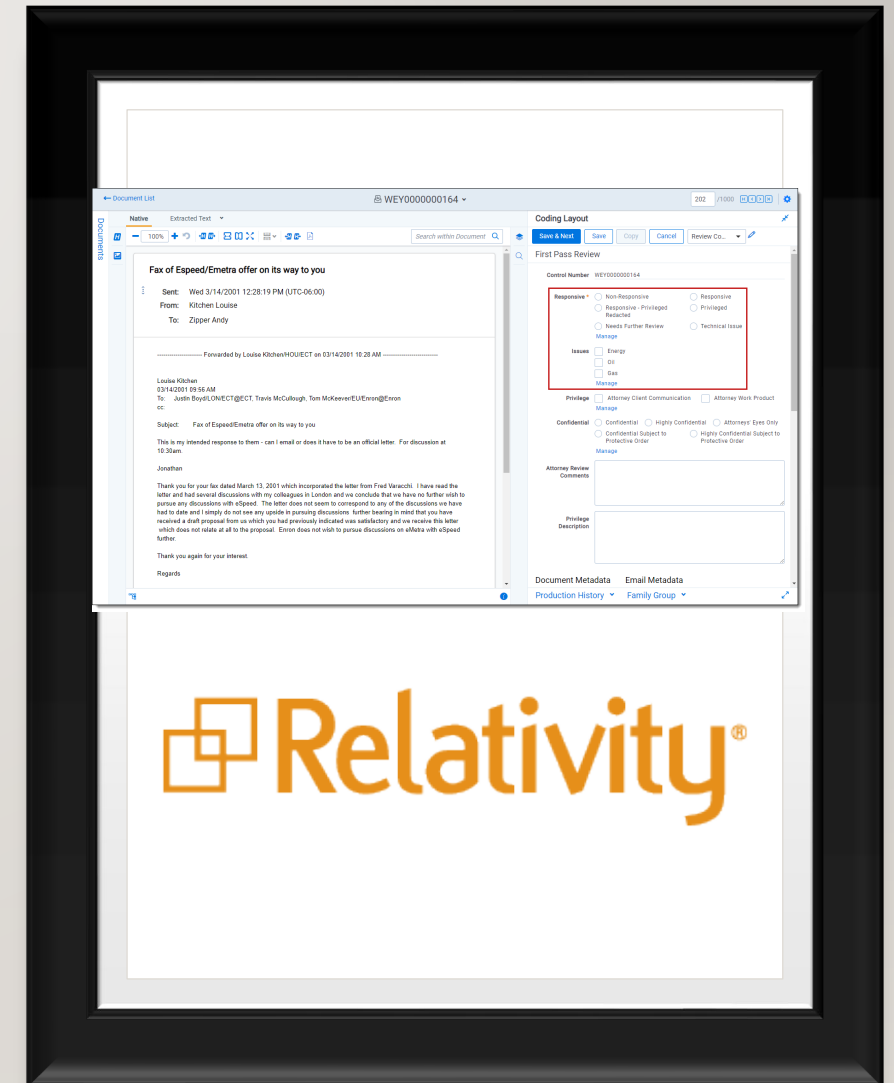 ← Document List
WEY0000000164
202 /1000
Documents
Native Extracted Text
100%
Search within Document
Fax of Espeed/Emetra offer on its way to you
Sent: Wed 3/14/2001 12:28:19 PM (UTC-06:00)
From: Kitchen Louise
To: Zipper Andy
---------------------- Forwarded by Louise Kitchen/HOU/ECT on 03/14/2001 10:28 AM ---------------------------
Louise Kitchen
03/14/2001 09:56 AM
To: Justin Boyd/LON/ECT@ECT, Travis McCullough, Tom McKeever/EU/Enron@Enron
cc:
Subject: Fax of Espeed/Emetra offer on its way to you
This is my intended response to them - can I email or does it have to be an official letter. For discussion at
10:30am.
Jonathan
Thank you for your fax dated March 13, 2001 which incorporated the letter from Fred Varacchi. I have read the
letter and had several discussions with my colleagues in London and we conclude that we have no further wish to
pursue any discussions with eSpeed. The letter does not seem to correspond to any of the discussions we have
had to date and I simply do not see any upside in pursuing discussions further bearing in mind that you have
received a draft proposal from us which you had previously indicated was satisfactory and we receive this letter
which does not relate at all to the proposal. Enron does not wish to pursue discussions on eMetra with eSpeed
further.
Thank you again for your interest.
Regards
Coding Layout
Save & Next Save Copy Cancel Review Co...
First Pass Review
Control Number WEY0000000164
Responsive * Non-Responsive Responsive
Responsive - Privileged Redacted Privileged
Needs Further Review Technical Issue
Manage
Issues Energy
Oil
Gas
Manage
Privilege Attorney Client Communication Attorney Work Product
Manage
Confidential Confidential Highly Confidential Attorneys' Eyes Only
Confidential Subject to Protective Order Highly Confidential Subject to Protective Order
Manage
Attorney Review
Comments
Privilege
Description
Document Metadata Email Metadata
Production History Family Group
Relativity®